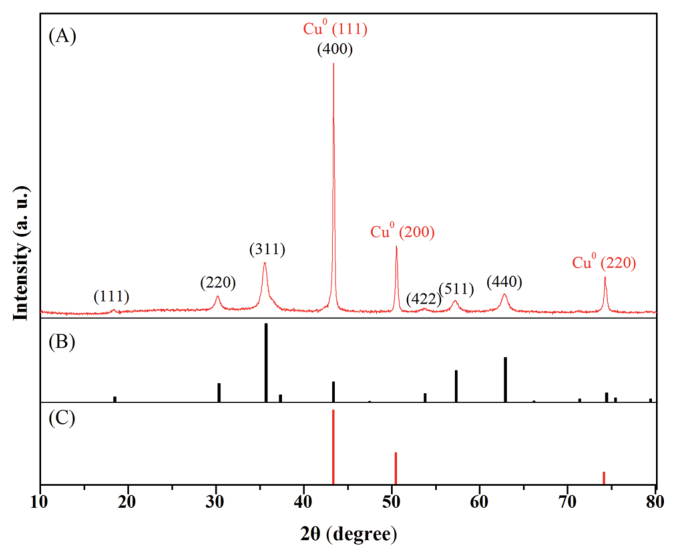 (A)
Cu⁰ (111)
(400)
Cu⁰ (200)
(311)
Cu⁰ (220)
(220)
(511)
(440)
(111)
(422)
Intensity (a. u.)
(B)
(C)
10 20 30 40 50 60 70 80
2θ (degree)